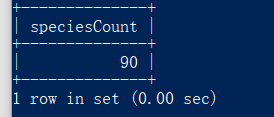 +--------------+
| speciesCount |
+--------------+
|           90 |
+--------------+
1 row in set (0.00 sec)